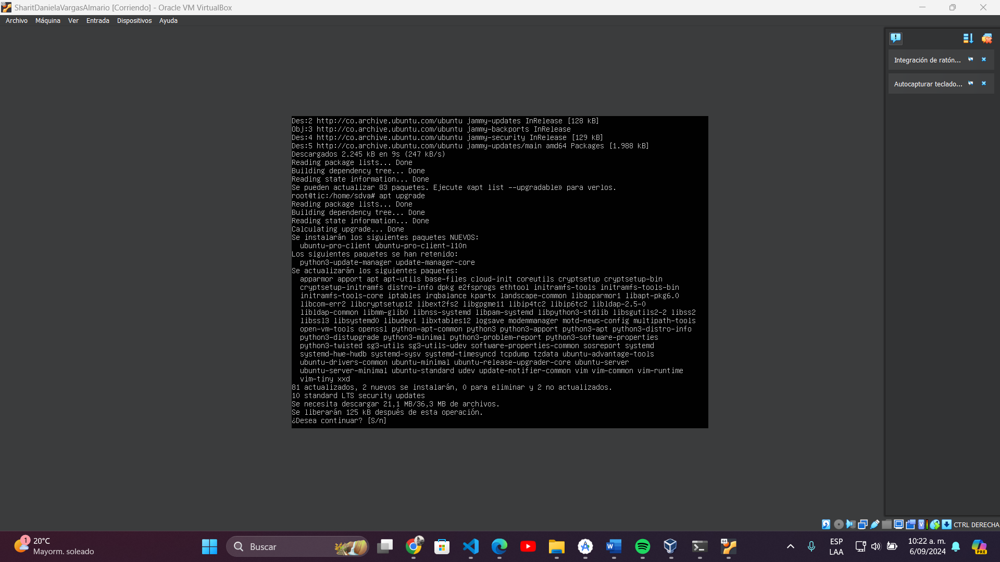 SharitDanielaVargasAlmario [Corriendo] - Oracle VM VirtualBox
Archivo Máquina Ver Entrada Dispositivos Ayuda
Integración de ratón...
Autocapturar teclado...
Des:2 http://co.archive.ubuntu.com/ubuntu jammy-updates InRelease [128 kB]
Obj:3 http://co.archive.ubuntu.com/ubuntu jammy-backports InRelease
Des:4 http://co.archive.ubuntu.com/ubuntu jammy-security InRelease [129 kB]
Des:5 http://co.archive.ubuntu.com/ubuntu jammy-updates/main amd64 Packages [1.988 kB]
Descargados 2.245 kB en 9s (247 kB/s)
Reading package lists... Done
Building dependency tree... Done
Reading state information... Done
Se pueden actualizar 83 paquetes. Ejecute «apt list --upgradable» para verlos.
root@tic:/home/sdva# apt upgrade
Reading package lists... Done
Building dependency tree... Done
Reading state information... Done
Calculating upgrade... Done
Se instalarán los siguientes paquetes NUEVOS:
ubuntu-pro-client ubuntu-pro-client-l10n
Los siguientes paquetes se han retenido:
python3-update-manager update-manager-core
Se actualizarán los siguientes paquetes:
apparmor apport apt apt-utils base-files cloud-init coreutils cryptsetup cryptsetup-bin
cryptsetup-initramfs distro-info dpkg e2fsprogs ethtool initramfs-tools initramfs-tools-bin
initramfs-tools-core iptables irqbalance kpartx landscape-common libapparmor1 libapt-pkg6.0
libcom-err2 libcryptsetup12 libext2fs2 libgpgme11 libip4tc2 libip6tc2 libldap-2.5-0
libldap-common libmm-glib0 libnss-systemd libpam-systemd libpython3-stdlib libsgutils2-2 libss2
libssl3 libsystemd0 libudev1 libxtables12 logsave modemmanager motd-news-config multipath-tools
open-vm-tools openssl python-apt-common python3 python3-apport python3-apt python3-distro-info
python3-distupgrade python3-minimal python3-problem-report python3-software-properties
python3-twisted sg3-utils sg3-utils-udev software-properties-common sosreport systemd
systemd-hwe-hwdb systemd-sysv systemd-timesyncd tcpdump tzdata ubuntu-advantage-tools
ubuntu-drivers-common ubuntu-minimal ubuntu-release-upgrader-core ubuntu-server
ubuntu-server-minimal ubuntu-standard udev update-notifier-common vim vim-common vim-runtime
vim-tiny xxd
81 actualizados, 2 nuevos se instalarán, 0 para eliminar y 2 no actualizados.
10 standard LTS security updates
Se necesita descargar 21,1 MB/36,3 MB de archivos.
Se liberarán 125 kB después de esta operación.
¿Desea continuar? [S/n]
CTRL DERECHA
1
20°C
Mayorm. soleado
Buscar
ESP
LAA
10:22 a. m.
6/09/2024
PRE